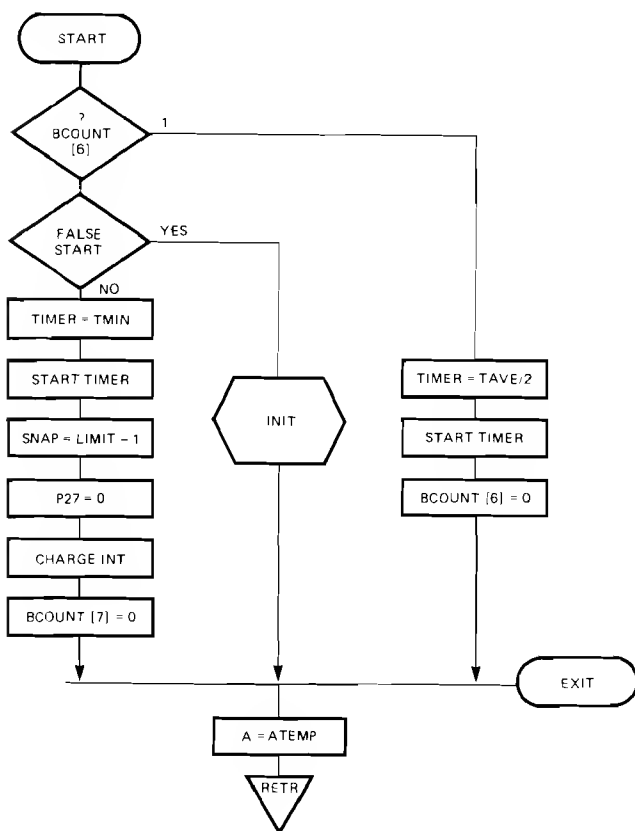 START
?
BCOUNT
[6]
1
FALSE
START
YES
NO
TIMER = TMIN
START TIMER
SNAP = LIMIT - 1
P27 = 0
CHARGE INT
BCOUNT [7] = 0
INIT
TIMER = TAVE/2
START TIMER
BCOUNT [6] = 0
EXIT
A = ATEMP
RETR